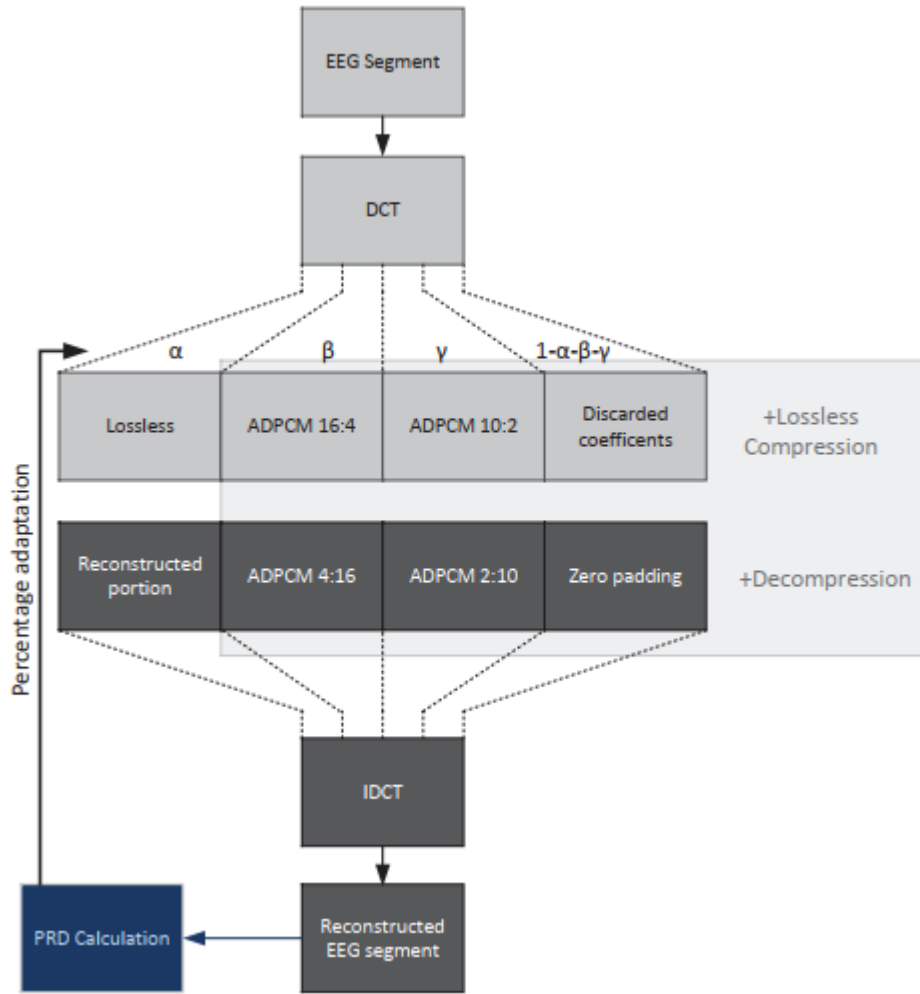 EEG Segment
DCT
α
β
γ
1-α-β-γ
Lossless
ADPCM 16:4
ADPCM 10:2
Discarded
coefficents
+Lossless
Compression
Percentage adaptation
Reconstructed
portion
ADPCM 4:16
ADPCM 2:10
Zero padding
+Decompression
IDCT
PRD Calculation
Reconstructed
EEG segment